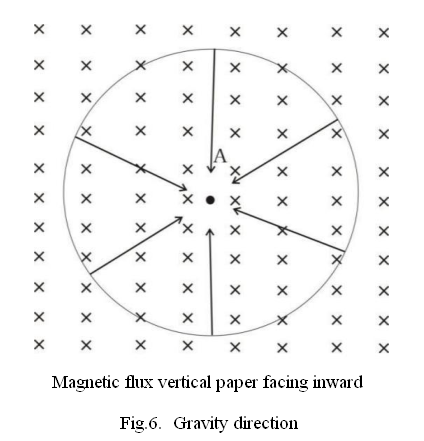 A
Magnetic flux vertical paper facing inward
Fig.6. Gravity direction